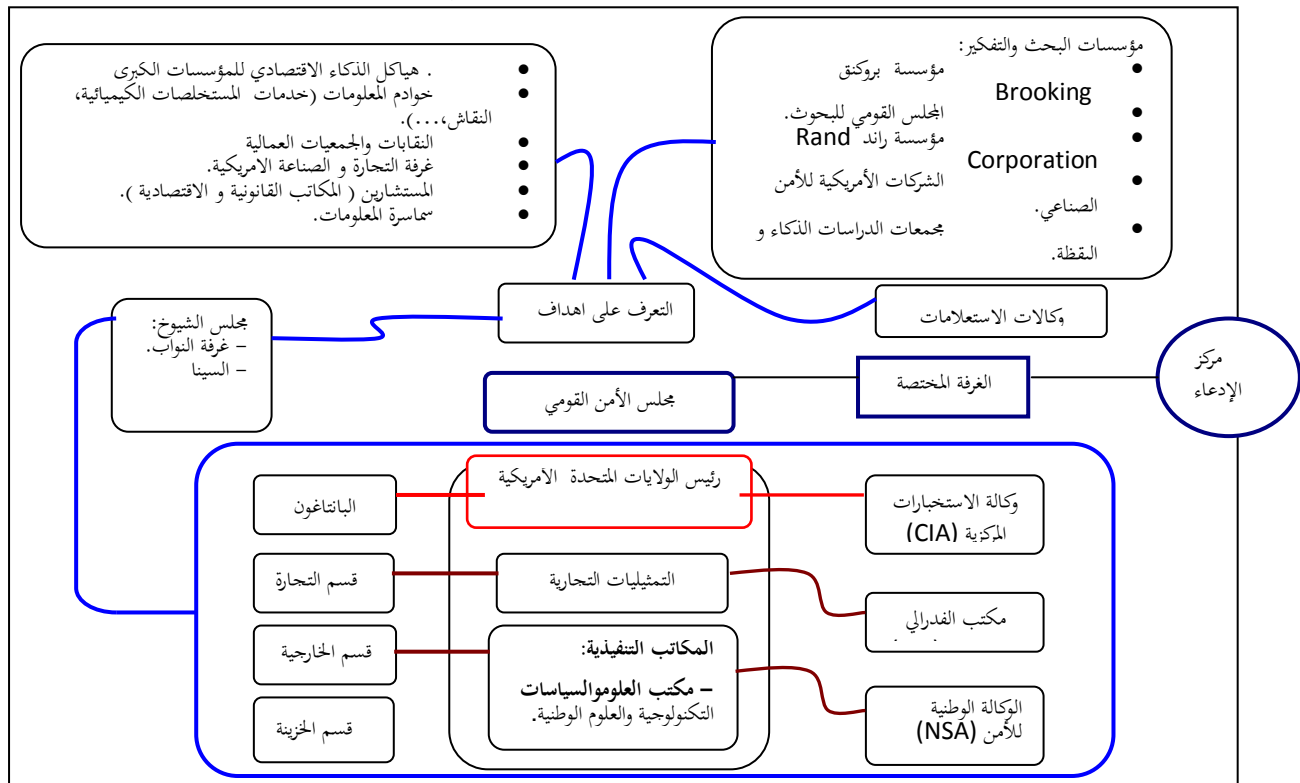 مؤسسات البحث والتفكير:
● مؤسسة بروكنق
Brooking
● المجلس القومي للبحوث.
● مؤسسة راند Rand
Corporation
● الشركات الأمريكية للأمن
الصناعي.
● مجمعات الدراسات الذكاء و
اليقظة.
● . هياكل الذكاء الاقتصادي للمؤسسات الكبرى
● خوادم المعلومات (خدمات المستخلصات الكيميائية،
النقاش،...).
● النقابات والجمعيات العمالية
● غرفة التجارة و الصناعة الامريكية.
● المستشارين ( المكاتب القانونية و الاقتصادية ).
● سماسرة المعلومات.
وكالات الاستعلامات
التعرف على اهداف
مجلس الشيوخ:
– غرفة النواب.
– السينا
مركز
الإدعاء
الغرفة المختصة
مجلس الأمن القومي
رئيس الولايات المتحدة الأمريكية
وكالة الاستخبارات
المركزية (CIA)
البانتاغون
التمثيليات التجارية
قسم التجارة
مكتب الفدرالي
المكاتب التنفيذية:
– مكتب العلوموالسياسات
التكنولوجية والعلوم الوطنية.
قسم الخارجية
الوكالة الوطنية
للأمن (NSA)
قسم الخزينة